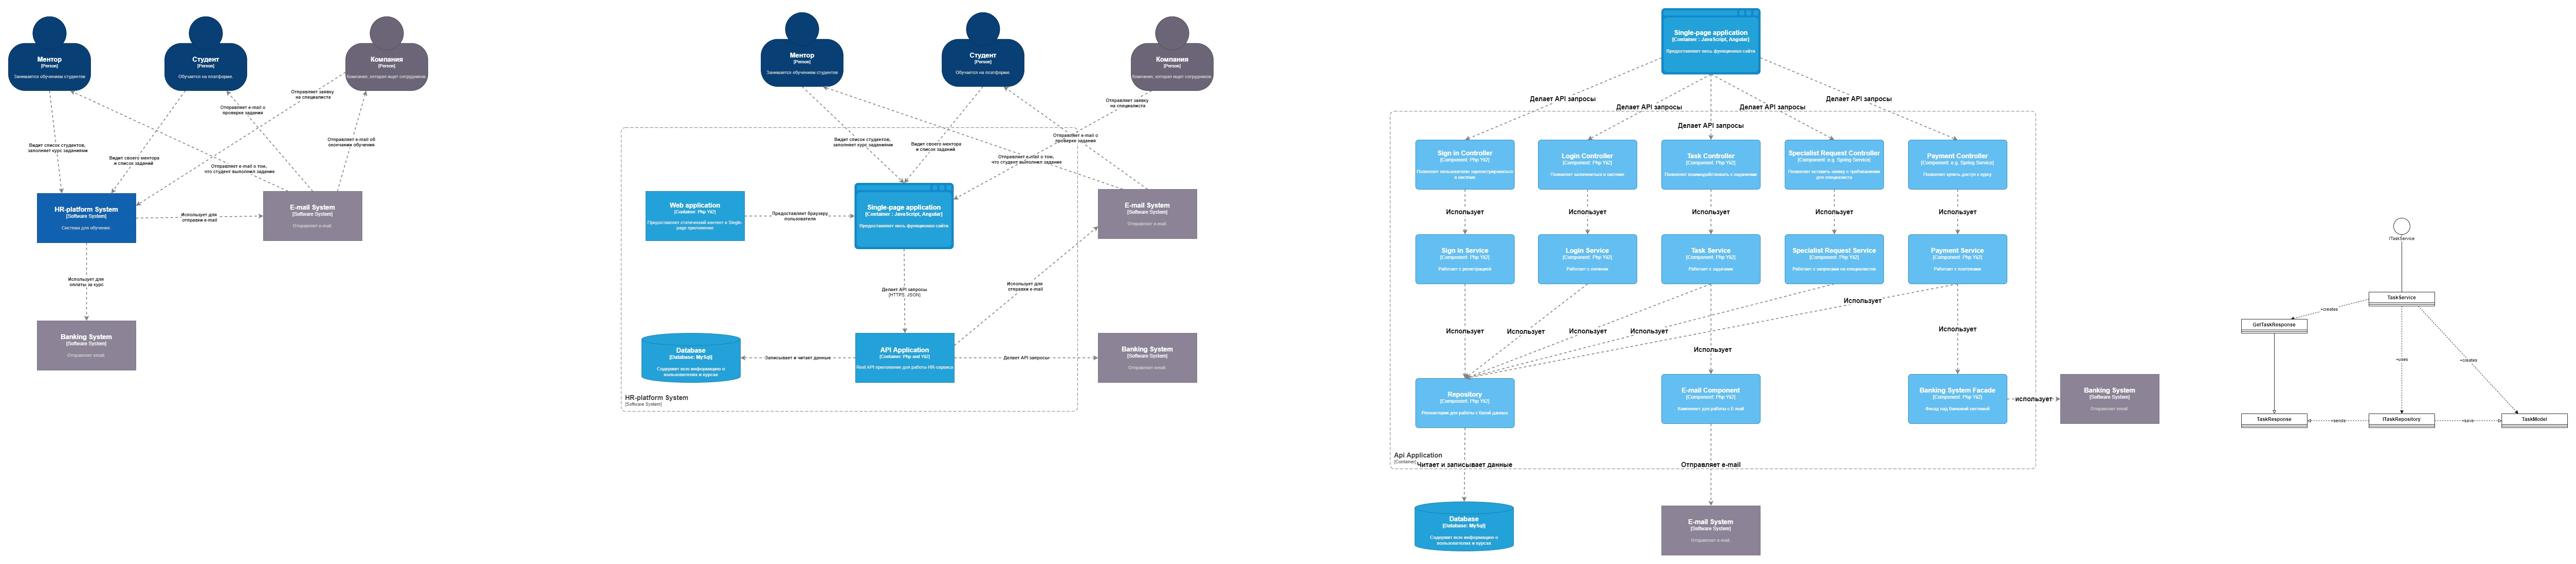 Ментор
[Person]
Занимается обучением студентов
Студент
[Person]
Обучается на платформе.
Компания
[Person]
Компания, которая ищет сотрудников
Отправляет заявку
на специалиста
Отправляет e-mail о
проверке задания
Отправляет e-mail об
окончании обучения
Видит список студентов,
заполняет курс заданиями
Видит своего ментора
и список заданий
Отправляет e-mail о том,
что студент выполнил задание
HR-platform System
[Software System]
Система для обучения.
Использует для
отправки e-mail
E-mail System
[Software System]
Отправляет e-mail.
Использует для
оплаты за курс
Banking System
[Software System]
Отправляет email.
Ментор
[Person]
Занимается обучением студентов
Студент
[Person]
Обучается на платформе.
Компания
[Person]
Компания, которая ищет сотрудников
Отправляет заявку
на специалиста
Видит список студентов,
заполняет курс заданиями
Видит своего ментора
и список заданий
Отправляет e-mail о
проверке задания
Отправляет e-mail о том,
что студент выполнил задание
Web application
[Container: Php Yii2]
Предоставляет статический контент и Single-
page приложение
Предоставляет браузеру
пользователя
Single-page application
[Container : JavaScript, Angular]
Предоставляет весь функционал сайта
E-mail System
[Software System]
Отправляет e-mail.
Делает API запросы
[HTTPS, JSON]
Использует для
отправки e-mail
Database
[Database: MySql]
Содержит всю информацию о
пользователях и курсах
Записывает и читает данные
API Application
[Container: Php and Yii2]
Rest API приложение для работы HR-сервиса
Делает API запросы
Banking System
[Software System]
Отправляет email.
HR-platform System
[Software System]
Single-page application
[Container : JavaScript, Angular]
Предоставляет весь функционал сайта
Делает API запросы
Делает API запросы
Делает API запросы
Делает API запросы
Делает API запросы
Sign in Controller
[Component: Php Yii2]
Позволяет пользователю зарегистрироваться
в системе
Login Controller
[Component: Php Yii2]
Позволяет залогиниться в системе
Task Controller
[Component: Php Yii2]
Позволяет взаимодействовать с заданиями
Specialist Request Controller
[Component: e.g. Spring Service]
Позволяет оставить заявку с требованиями
для специалиста
Payment Controller
[Component: e.g. Spring Service]
Позволяет купить доступ к курсу
Использует
Использует
Использует
Использует
Использует
Sign in Service
[Component: Php Yii2]
Работает с регистрацией
Login Service
[Component: Php Yii2]
Работает с логином
Task Service
[Component: Php Yii2]
Работает с задачами
Specialist Request Service
[Component: Php Yii2]
Работает с запросами на специалистов
Payment Service
[Component: Php Yii2]
Работает с платежами
Использует
Использует
Использует
Использует
Использует
Использует
Использует
Repository
[Component: Php Yii2]
Репозиторий для работы с базой данных
E-mail Component
[Component: Php Yii2]
Компонент для работы с E-mail
Banking System Facade
[Component: Php Yii2]
Фасад над банковой системой
использует
Banking System
[Software System]
Отправляет email.
Api Application
[Container]
Читает и записывает данные
Отправляет e-mail
Database
[Database: MySql]
Содержит всю информацию о
пользователях и курсах
E-mail System
[Software System]
Отправляет e-mail.
ITaskService
TaskService
+creates
GetTaskResponse
+uses
+creates
TaskResponse
+sends
ITaskRepository
+save
TaskModel